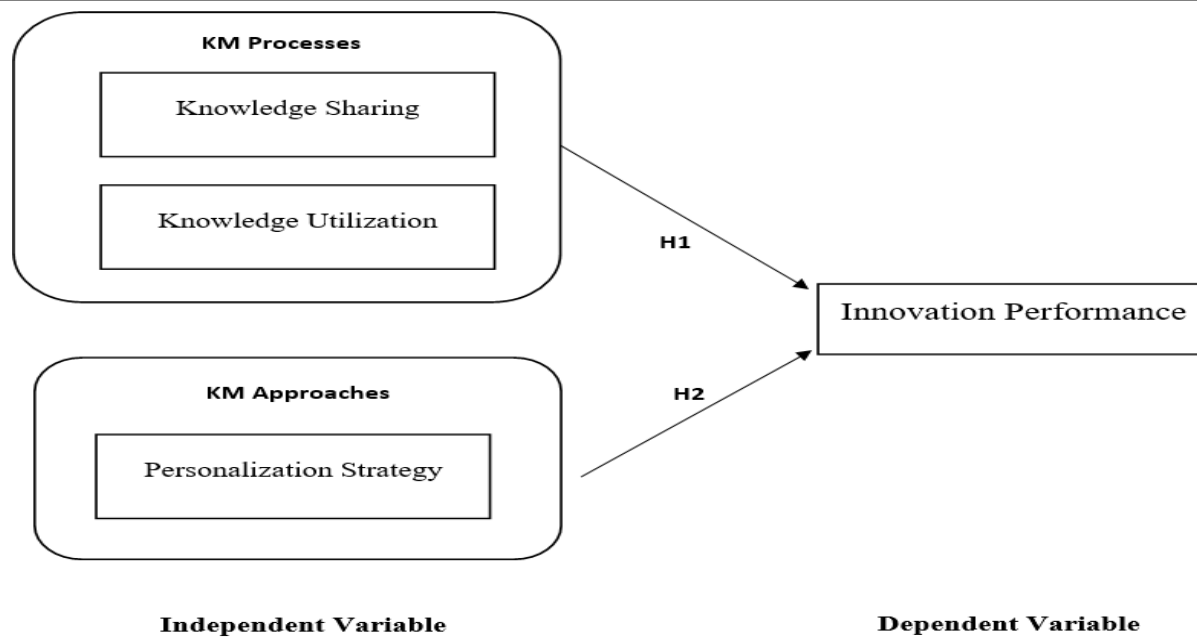 KM Processes
Knowledge Sharing
Knowledge Utilization
H1
Innovation Performance
KM Approaches
H2
Personalization Strategy
Independent Variable
Dependent Variable